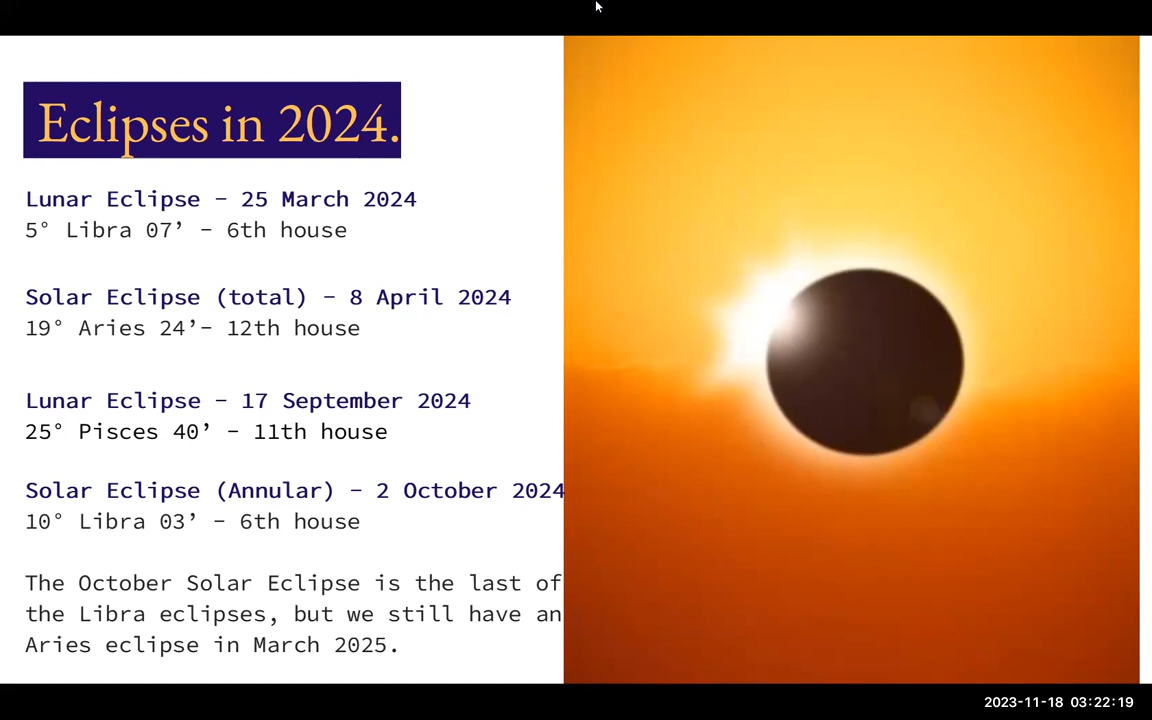 Eclipses in 2024.
Lunar Eclipse – 25 March 2024
5° Libra 07’ – 6th house
Solar Eclipse (total) – 8 April 2024
19° Aries 24’– 12th house
Lunar Eclipse – 17 September 2024
25° Pisces 40’ – 11th house
Solar Eclipse (Annular) – 2 October 2024
10° Libra 03’ – 6th house
The October Solar Eclipse is the last of
the Libra eclipses, but we still have an
Aries eclipse in March 2025.
2023-11-18 03:22:19